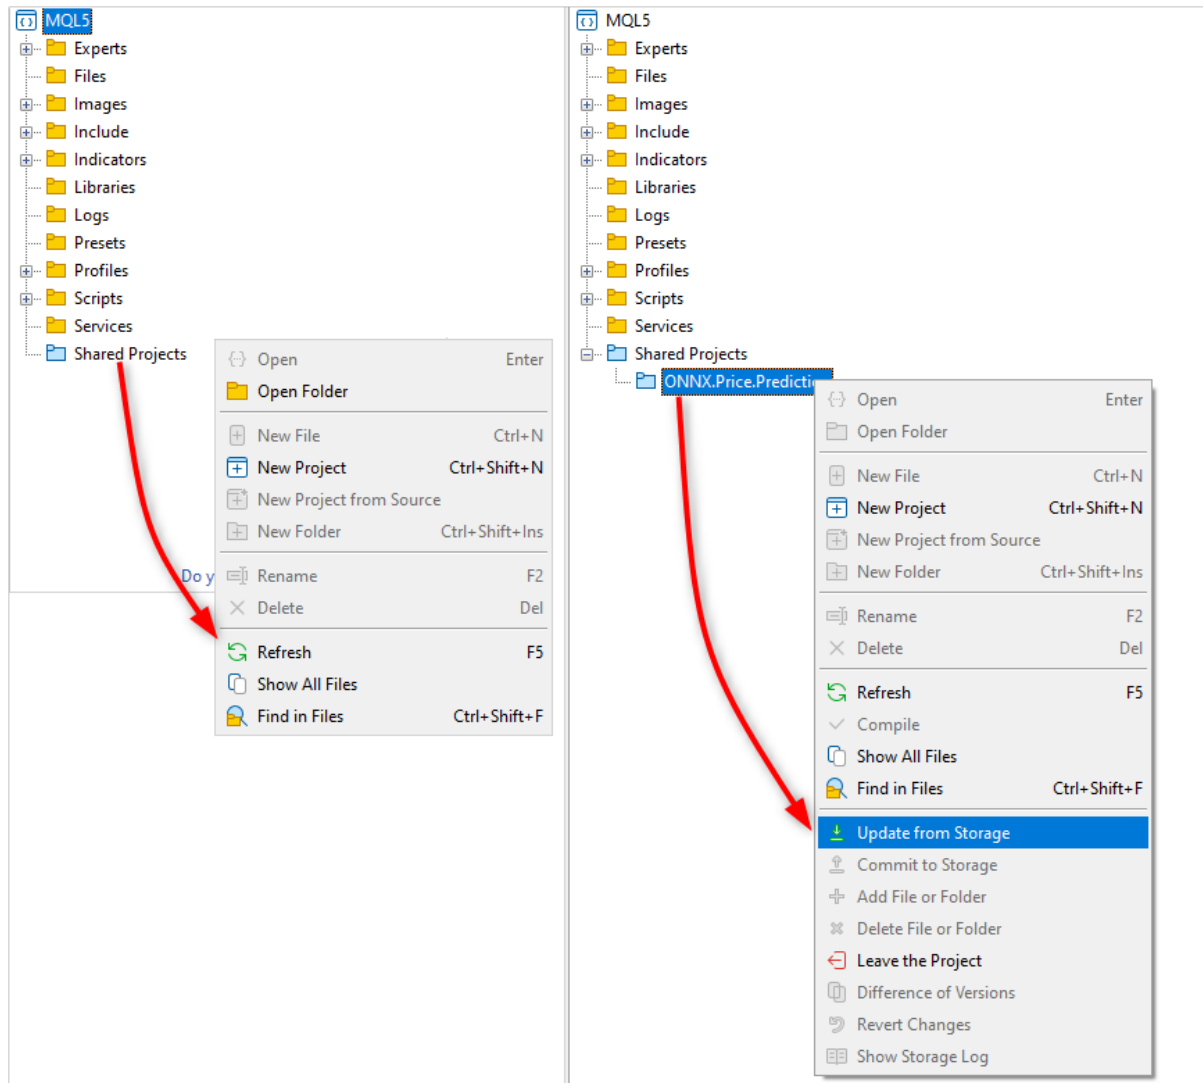 MQL5
Experts
Files
Images
Include
Indicators
Libraries
Logs
Presets
Profiles
Scripts
Services
Shared Projects
Open Enter
Open Folder
New File Ctrl+N
New Project Ctrl+Shift+N
New Project from Source
New Folder Ctrl+Shift+Ins
Do y
Rename F2
Delete Del
Refresh F5
Show All Files
Find in Files Ctrl+Shift+F
MQL5
Experts
Files
Images
Include
Indicators
Libraries
Logs
Presets
Profiles
Scripts
Services
Shared Projects
ONNX.Price.Predicti
Open Enter
Open Folder
New File Ctrl+N
New Project Ctrl+Shift+N
New Project from Source
New Folder Ctrl+Shift+Ins
Rename F2
Delete Del
Refresh F5
Compile
Show All Files
Find in Files Ctrl+Shift+F
Update from Storage
Commit to Storage
Add File or Folder
Delete File or Folder
Leave the Project
Difference of Versions
Revert Changes
Show Storage Log